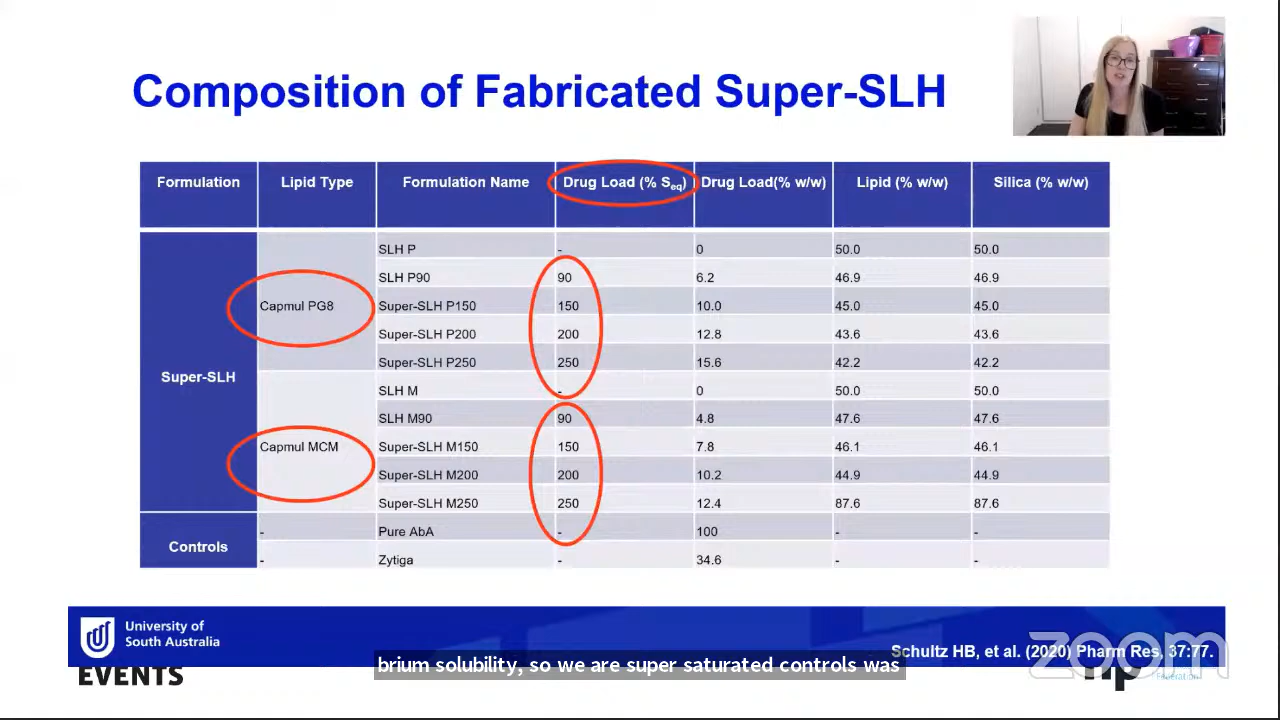 Composition of Fabricated Super-SLH
Formulation Lipid Type Formulation Name Drug Load (% Seq) Drug Load(% w/w) Lipid (% w/w) Silica (% w/w)
SLH P - 0 50.0 50.0
SLH P90 90 6.2 46.9 46.9
Capmul PG8 Super-SLH P150 150 10.0 45.0 45.0
Super-SLH P200 200 12.8 43.6 43.6
Super-SLH P250 250 15.6 42.2 42.2
Super-SLH
SLH M - 0 50.0 50.0
SLH M90 90 4.8 47.6 47.6
Capmul MCM Super-SLH M150 150 7.8 46.1 46.1
Super-SLH M200 200 10.2 44.9 44.9
Super-SLH M250 250 12.4 87.6 87.6
- Pure AbA - 100 - -
Controls
- Zytiga - 34.6 - -
University of
South Australia
Schultz HB, et al. (2020) Pharm Res, 37:77.
zoom
brium solubility, so we are super saturated controls was
EVENTS
Federation